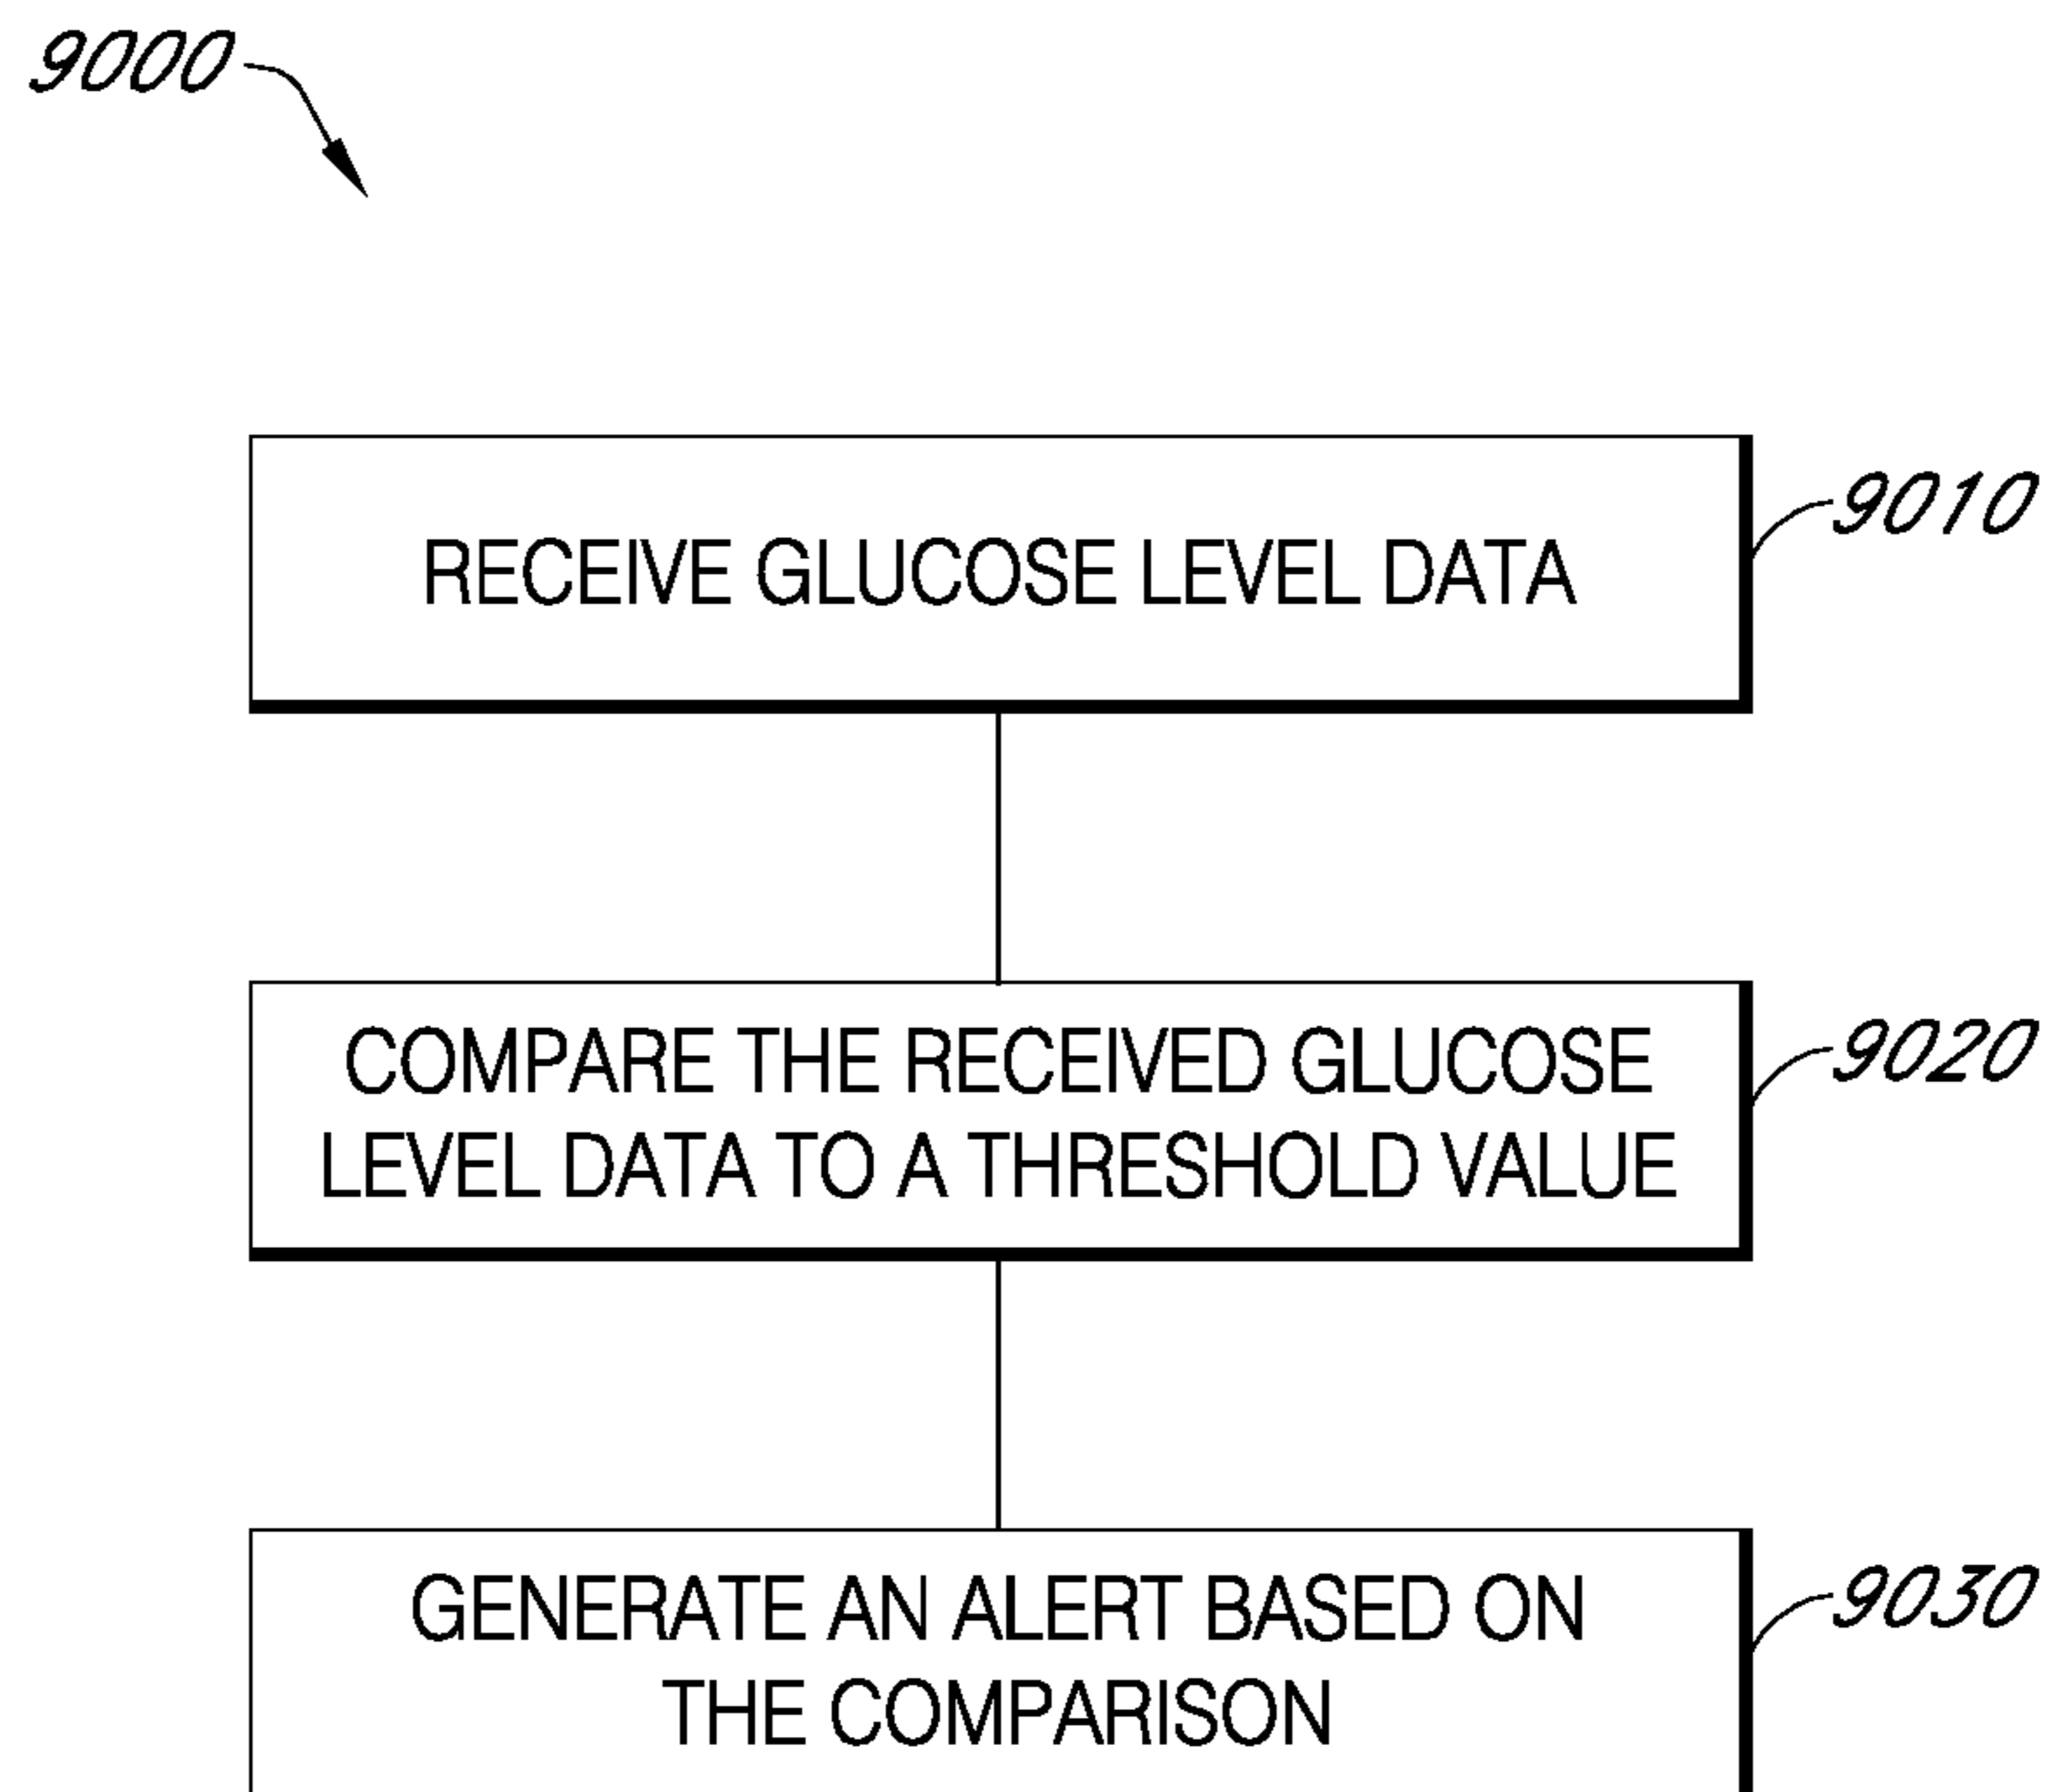 9000
RECEIVE GLUCOSE LEVEL DATA
9010
COMPARE THE RECEIVED GLUCOSE
LEVEL DATA TO A THRESHOLD VALUE
9020
GENERATE AN ALERT BASED ON
THE COMPARISON
9030